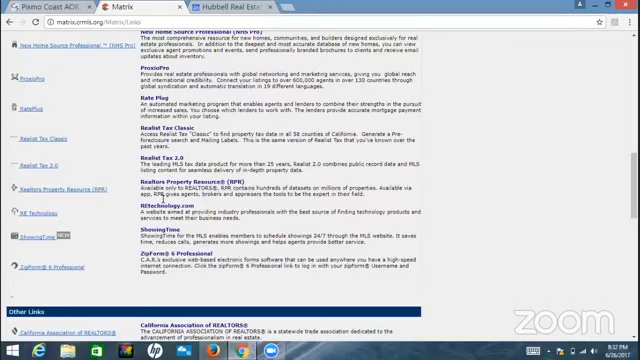 Pismo Coast AOR
Matrix
Hubbell Real Estate
matrix.crmls.org/Matrix/Links
New Home Source Professional ™ (NHS Pro)
New Home Source Professional (NHS Pro)
The most comprehensive resource for new homes, communities, and builders designed exclusively for real
estate professionals. In addition to the deepest and most accurate database of new homes, you can view
exclusive agent promotions and events, send professionally branded brochures to clients and receive email
updates about inventory.
ProxioPro
ProxioPro
Provides real estate professionals with global networking and marketing services, giving you global reach
and international credibility. Connect your listings to over 600,000 agents in over 130 countries through
global syndication and automatic translation in 19 different languages.
RatePlug
Rate Plug
An automated marketing program that enables agents and lenders to combine their strengths in the pursuit
of increased sales. You choose which lenders to work with. The lenders provide accurate mortgage payment
information within your listing.
Realist Tax Classic
Realist Tax Classic
Access Realist Tax "Classic" to find property tax data in all 58 counties of California. Generate a Pre-
foreclosure search and Mailing Labels. This is the same version of Realist Tax that you've known over the
past years.
Realist Tax 2.0
Realist Tax 2.0
The leading MLS tax data product for more than 25 years, Realist 2.0 combines public record data and MLS
listing content for seamless delivery of in-depth property data.
Realtors Property Resource (RPR)
Realtors Property Resource® (RPR)
Available only to REALTORS®, RPR contains hundreds of datasets on millions of properties. Available via
app, RPR gives agents, brokers and appraisers the tools to be the expert in their field.
RE Technology
REtechnology.com
A website aimed at providing industry professionals with the best source of finding technology products and
services to meet their business needs.
ShowingTime NEW
ShowingTime
ShowingTime for the MLS enables members to schedule showings 24/7 through the MLS website. It saves
time, reduces calls, generates more showings and helps agents provide better service.
ZipForm® 6 Professional
ZipForm® 6 Professional
C.A.R.'s exclusive web-based electronic forms software that can be used anywhere you have a high-speed
internet connection. Click the zipForm® 6 Professional link to log in with your zipForm® Username and
Password.
Other Links
California Association of REALTORS®
California Association of REALTORS®
The CALIFORNIA ASSOCIATION OF REALTORS® is a statewide trade association dedicated to the
advancement of professionalism in real estate.
zoom
8:32 PM
6/26/2017